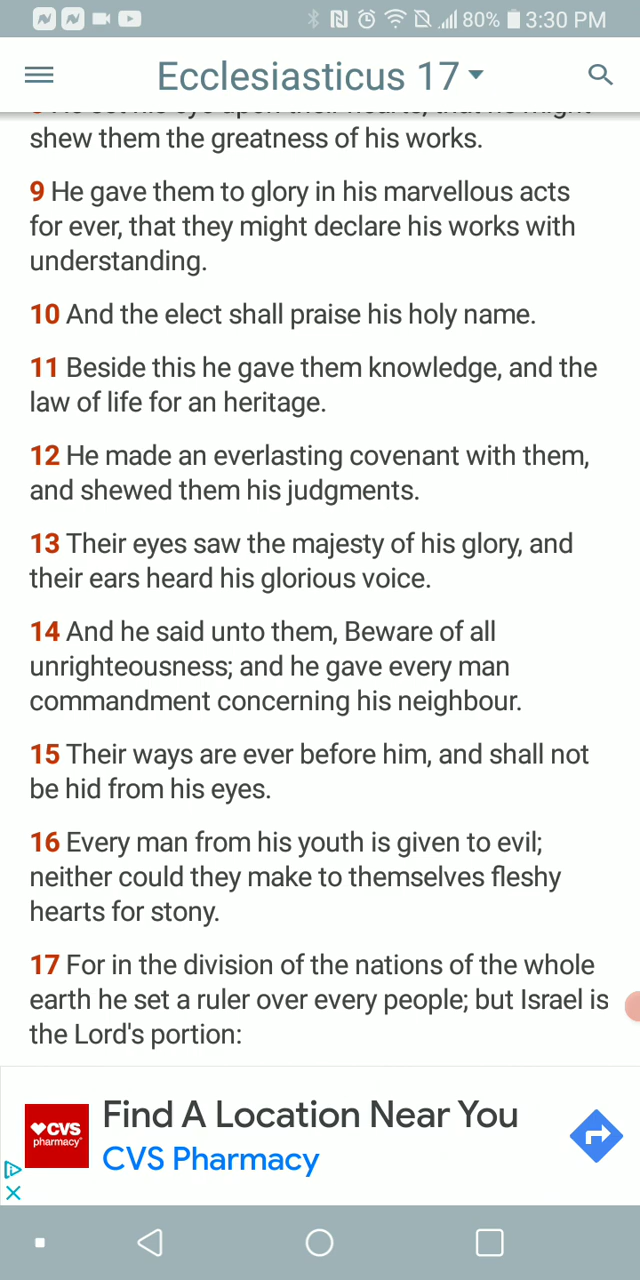 80% 3:30 PM
Ecclesiasticus 17
shew them the greatness of his works.
9 He gave them to glory in his marvellous acts
for ever, that they might declare his works with
understanding.
10 And the elect shall praise his holy name.
11 Beside this he gave them knowledge, and the
law of life for an heritage.
12 He made an everlasting covenant with them,
and shewed them his judgments.
13 Their eyes saw the majesty of his glory, and
their ears heard his glorious voice.
14 And he said unto them, Beware of all
unrighteousness; and he gave every man
commandment concerning his neighbour.
15 Their ways are ever before him, and shall not
be hid from his eyes.
16 Every man from his youth is given to evil;
neither could they make to themselves fleshy
hearts for stony.
17 For in the division of the nations of the whole
earth he set a ruler over every people; but Israel is
the Lord's portion:
CVS
pharmacy
Find A Location Near You
CVS Pharmacy